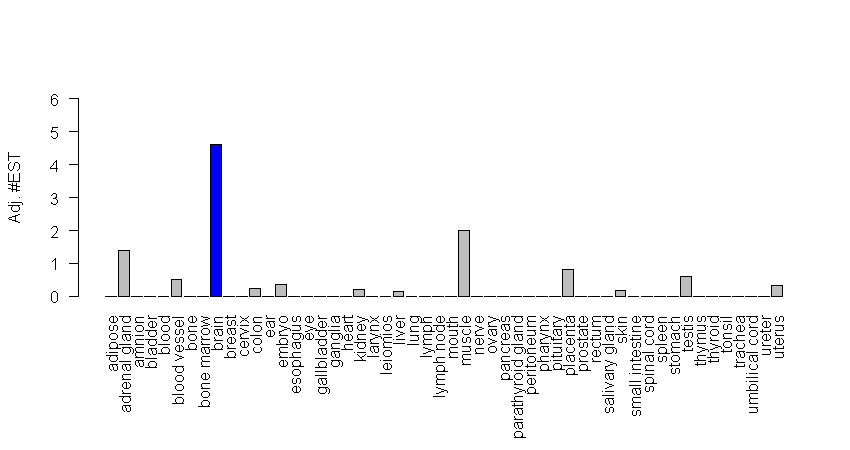 Adj. #EST
6
5
4
3
2
1
0
adipose
adrenal gland
amnion
bladder
blood
blood vessel
bone
bone marrow
brain
breast
cervix
colon
ear
embryo
esophagus
eye
gallbladder
ganglia
heart
kidney
larynx
leiomios
liver
lung
lymph
lymph node
mouth
muscle
nerve
ovary
pancreas
parathyroid gland
peritoneum
pharynx
pituitary
placenta
prostate
rectum
salivary gland
skin
small intestine
spinal cord
spleen
stomach
testis
thymus
thyroid
tonsil
trachea
umbilical cord
ureter
uterus